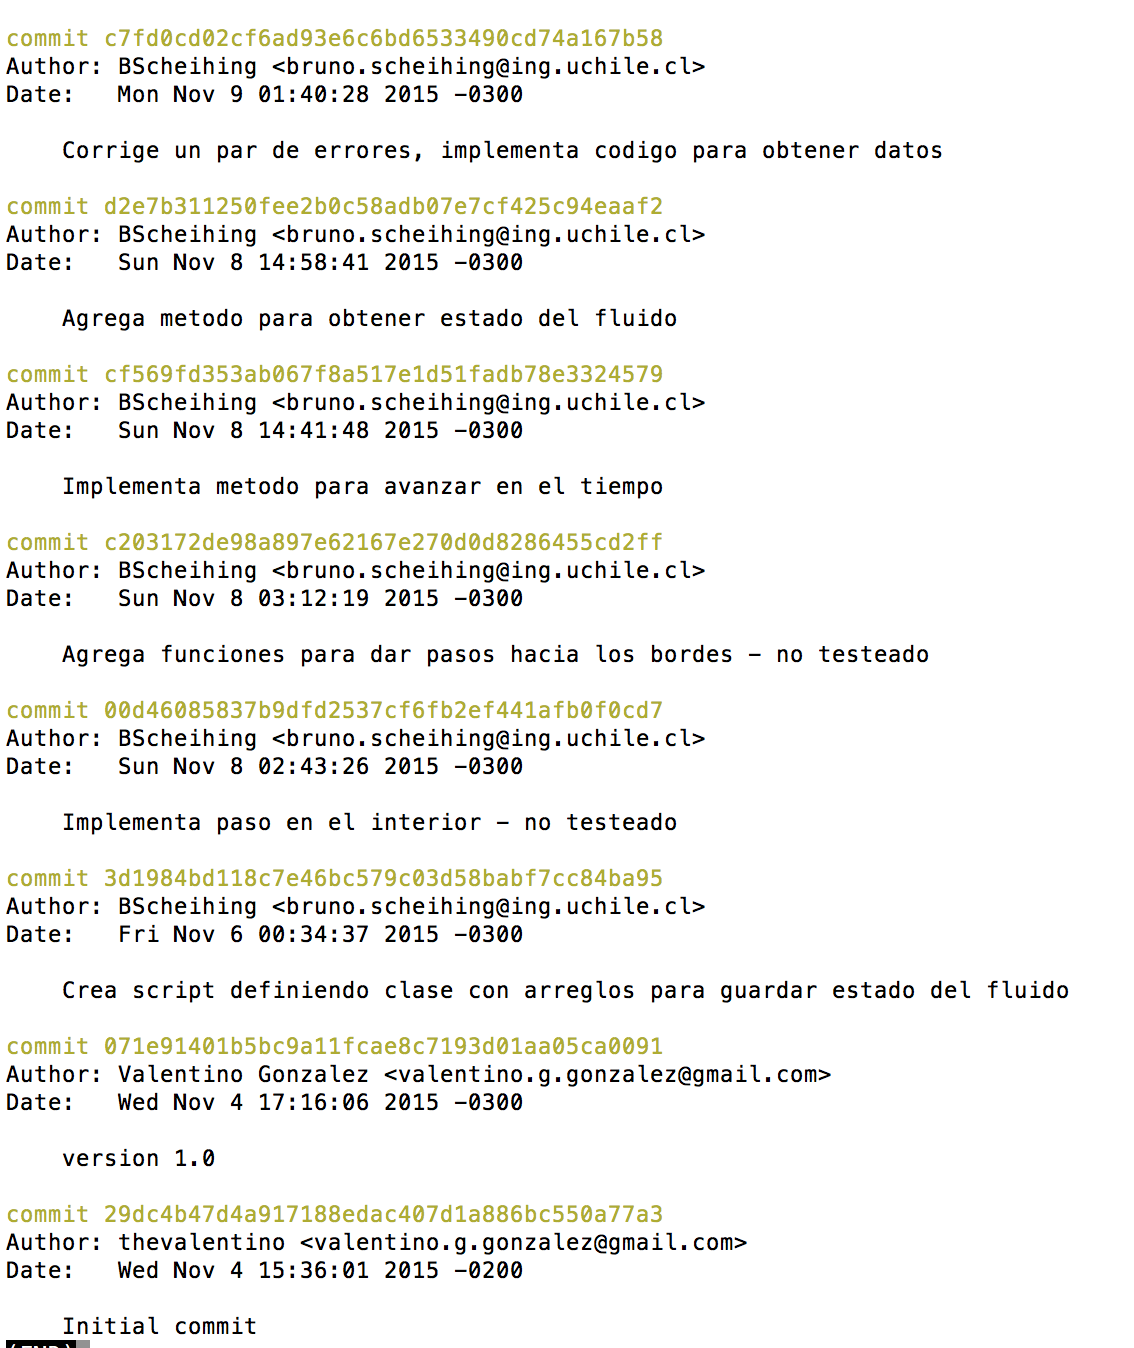 commit c7fd0cd02cf6ad93e6c6bd6533490cd74a167b58
Author: BScheihing <bruno.scheihing@ing.uchile.cl>
Date:   Mon Nov 9 01:40:28 2015 -0300
Corrige un par de errores, implementa codigo para obtener datos
commit d2e7b311250fee2b0c58adb07e7cf425c94eaaf2
Author: BScheihing <bruno.scheihing@ing.uchile.cl>
Date:   Sun Nov 8 14:58:41 2015 -0300
Agrega metodo para obtener estado del fluido
commit cf569fd353ab067f8a517e1d51fadb78e3324579
Author: BScheihing <bruno.scheihing@ing.uchile.cl>
Date:   Sun Nov 8 14:41:48 2015 -0300
Implementa metodo para avanzar en el tiempo
commit c203172de98a897e62167e270d0d8286455cd2ff
Author: BScheihing <bruno.scheihing@ing.uchile.cl>
Date:   Sun Nov 8 03:12:19 2015 -0300
Agrega funciones para dar pasos hacia los bordes - no testeado
commit 00d46085837b9dfd2537cf6fb2ef441afb0f0cd7
Author: BScheihing <bruno.scheihing@ing.uchile.cl>
Date:   Sun Nov 8 02:43:26 2015 -0300
Implementa paso en el interior - no testeado
commit 3d1984bd118c7e46bc579c03d58babf7cc84ba95
Author: BScheihing <bruno.scheihing@ing.uchile.cl>
Date:   Fri Nov 6 00:34:37 2015 -0300
Crea script definiendo clase con arreglos para guardar estado del fluido
commit 071e91401b5bc9a11fcae8c7193d01aa05ca0091
Author: Valentino Gonzalez <valentino.g.gonzalez@gmail.com>
Date:   Wed Nov 4 17:16:06 2015 -0300
version 1.0
commit 29dc4b47d4a917188edac407d1a886bc550a77a3
Author: thevalentino <valentino.g.gonzalez@gmail.com>
Date:   Wed Nov 4 15:36:01 2015 -0200
Initial commit